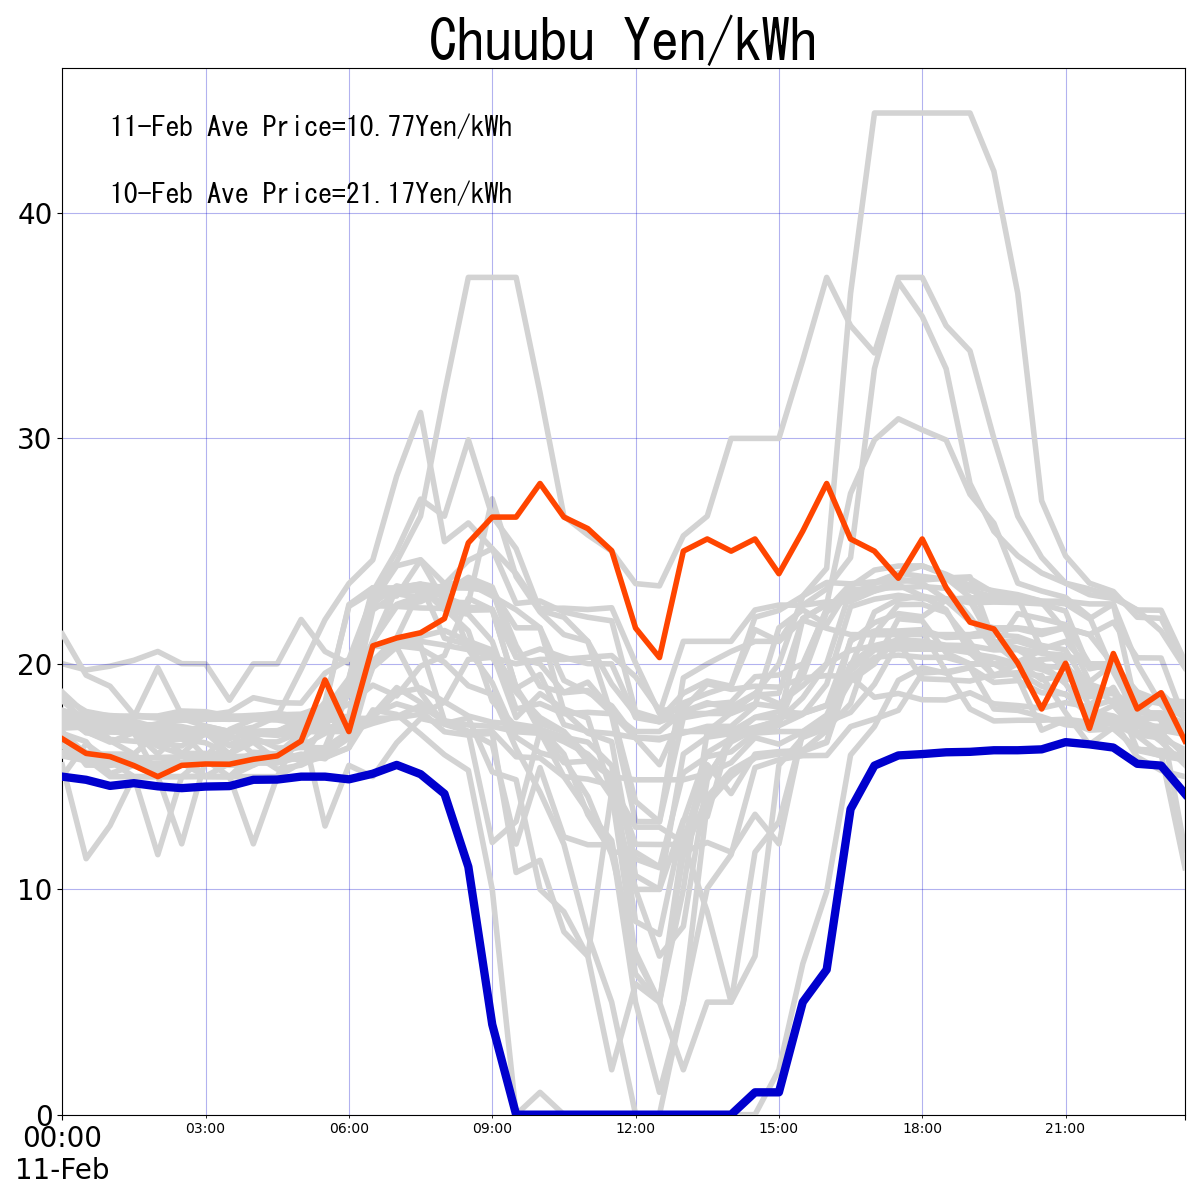 Chuubu Yen/kWh
11-Feb Ave Price=10.77Yen/kWh
10-Feb Ave Price=21.17Yen/kWh
40
30
20
10
0
00:00 03:00 06:00 09:00 12:00 15:00 18:00 21:00
11-Feb